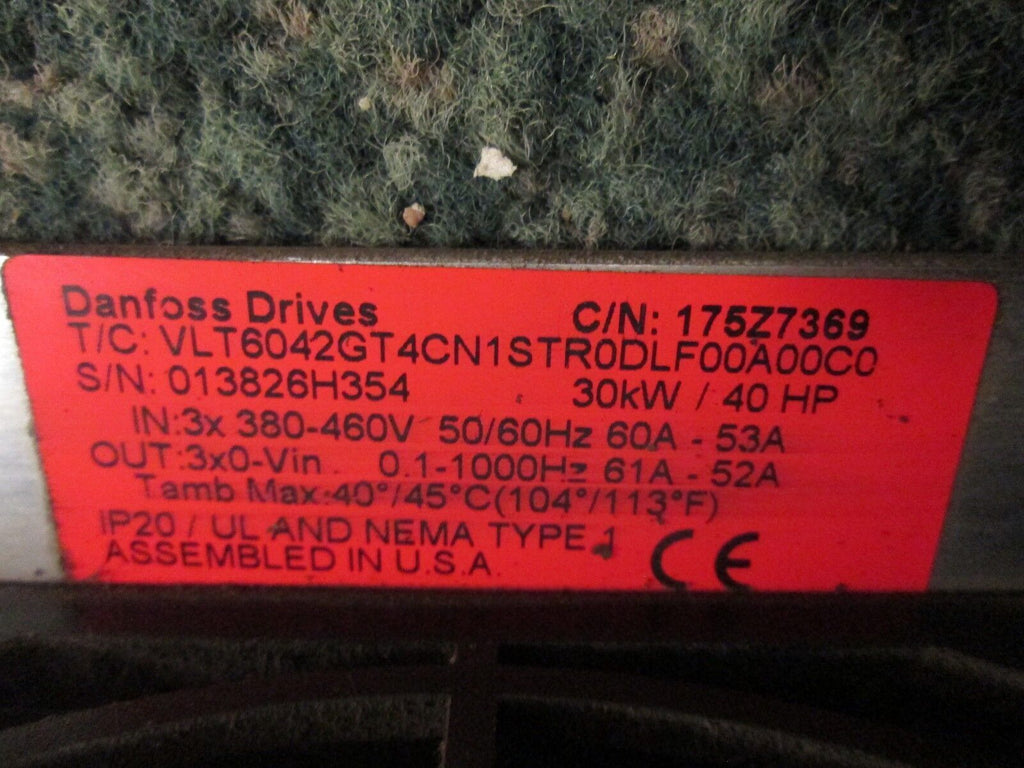 Danfoss Drives C/N: 175Z7369
T/C: VLT6042GT4CN1STR0DLF00A00C0
S/N: 013826H354 30kW / 40 HP
IN:3x 380-460V 50/60Hz 60A - 53A
OUT:3x0-Vin 0.1-1000Hz 61A - 52A
Tamb Max:40°/45°C(104°/113°F)
IP20 / UL AND NEMA TYPE 1
ASSEMBLED IN U.S.A.
CE